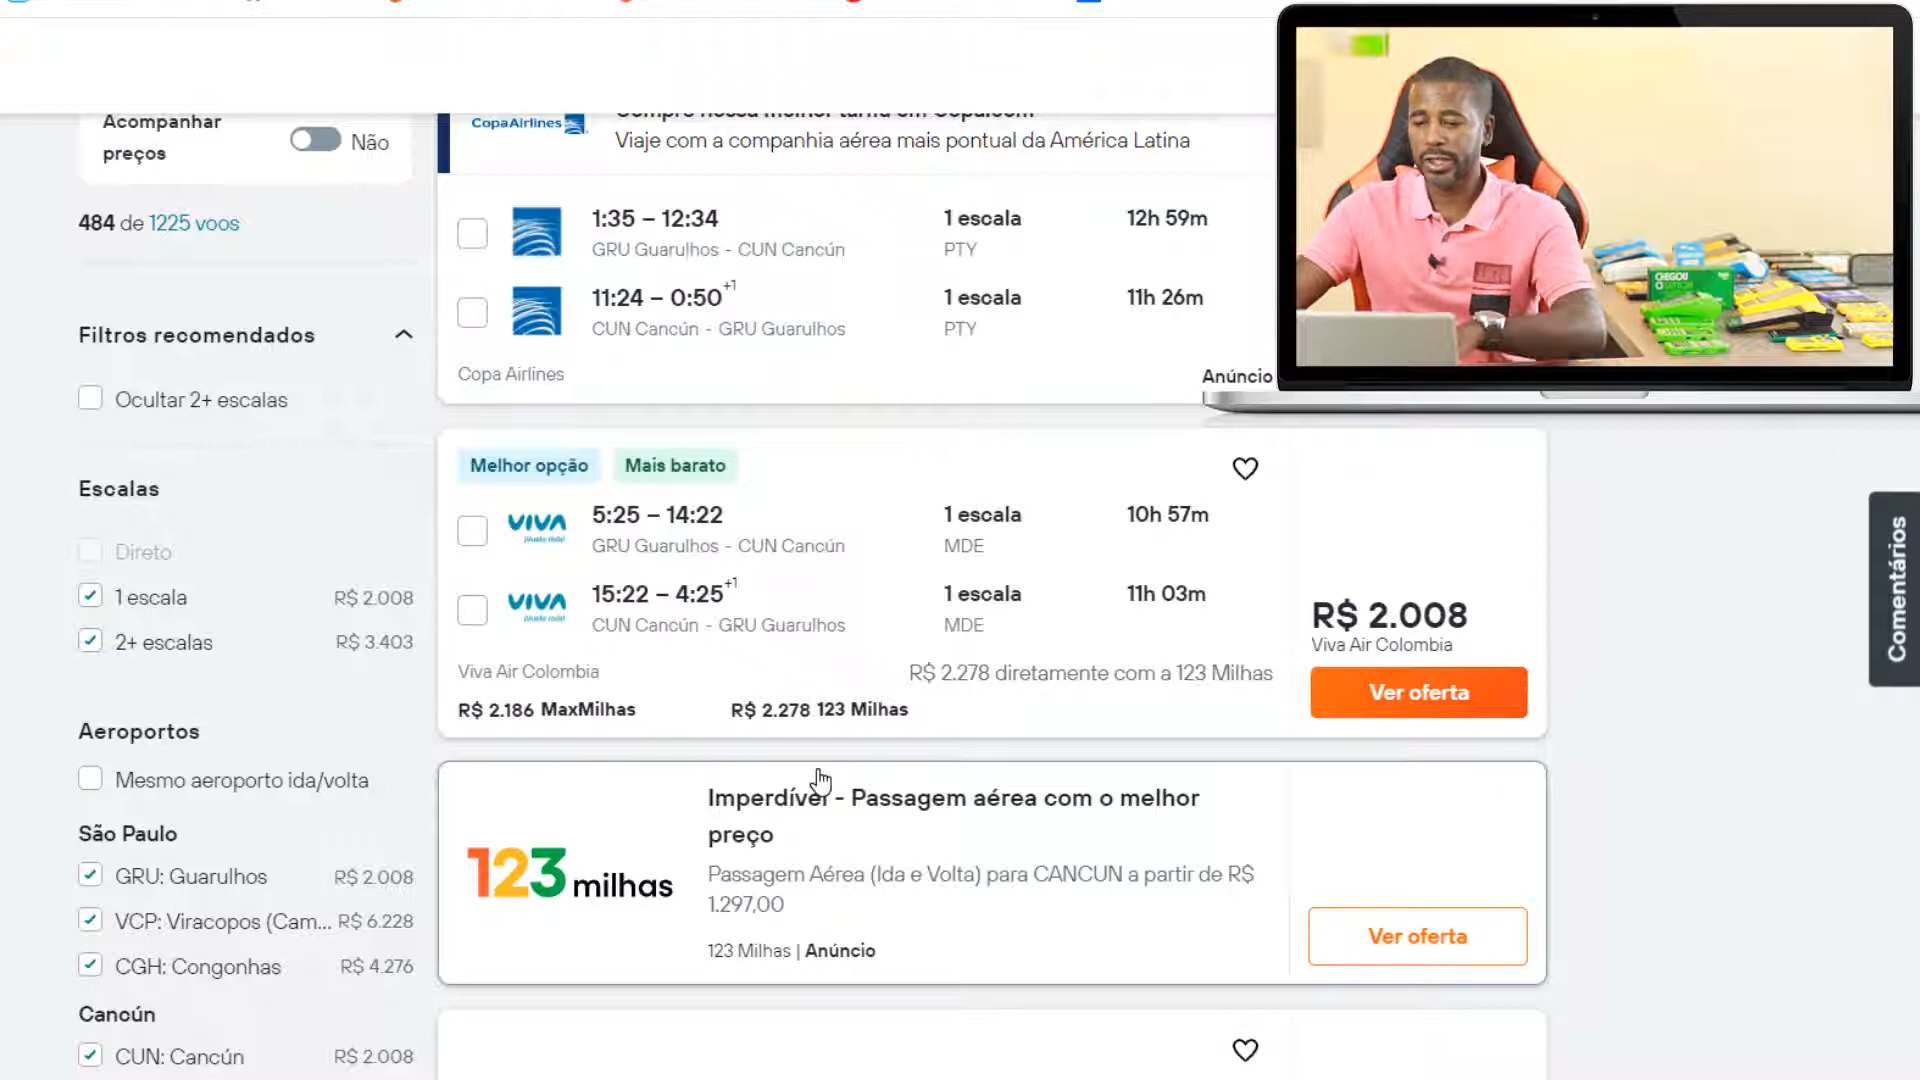 Acompanhar
preços
Não
484 de 1225 voos
Filtros recomendados
Ocultar 2+ escalas
Escalas
Direto
1 escala R$ 2.008
2+ escalas R$ 3.403
Aeroportos
Mesmo aeroporto ida/volta
São Paulo
GRU: Guarulhos R$ 2.008
VCP: Viracopos (Cam... R$ 6.228
CGH: Congonhas R$ 4.276
Cancún
CUN: Cancún R$ 2.008
CopaAirlines
Compre nossa melhor tarifa em Copa.com
Viaje com a companhia aérea mais pontual da América Latina
1:35 – 12:34 1 escala 12h 59m
GRU Guarulhos - CUN Cancún PTY
11:24 – 0:50+1 1 escala 11h 26m
CUN Cancún - GRU Guarulhos PTY
Copa Airlines
Anúncio
Melhor opção Mais barato
VIVA
5:25 – 14:22 1 escala 10h 57m
GRU Guarulhos - CUN Cancún MDE
VIVA
15:22 – 4:25+1 1 escala 11h 03m
CUN Cancún - GRU Guarulhos MDE
Viva Air Colombia R$ 2.278 diretamente com a 123 Milhas
R$ 2.186 MaxMilhas R$ 2.278 123 Milhas
R$ 2.008
Viva Air Colombia
Ver oferta
123 milhas
Imperdível - Passagem aérea com o melhor
preço
Passagem Aérea (Ida e Volta) para CANCUN a partir de R$
1.297,00
123 Milhas | Anúncio
Ver oferta
Comentários
CHEGOU